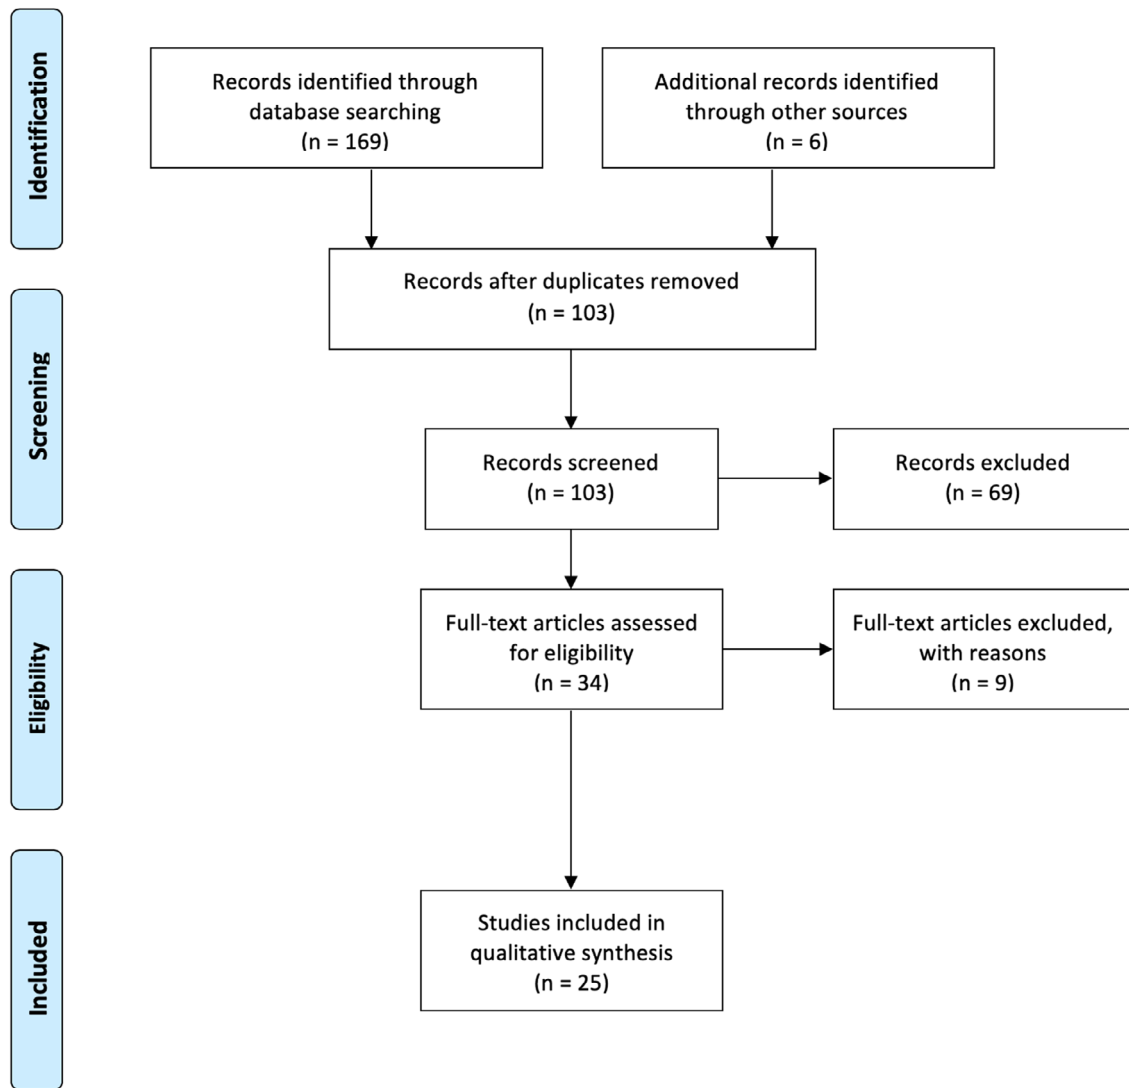 Identification
Records identified through
database searching
(n = 169)
Additional records identified
through other sources
(n = 6)
Records after duplicates removed
(n = 103)
Screening
Records screened
(n = 103)
Records excluded
(n = 69)
Eligibility
Full-text articles assessed
for eligibility
(n = 34)
Full-text articles excluded,
with reasons
(n = 9)
Included
Studies included in
qualitative synthesis
(n = 25)